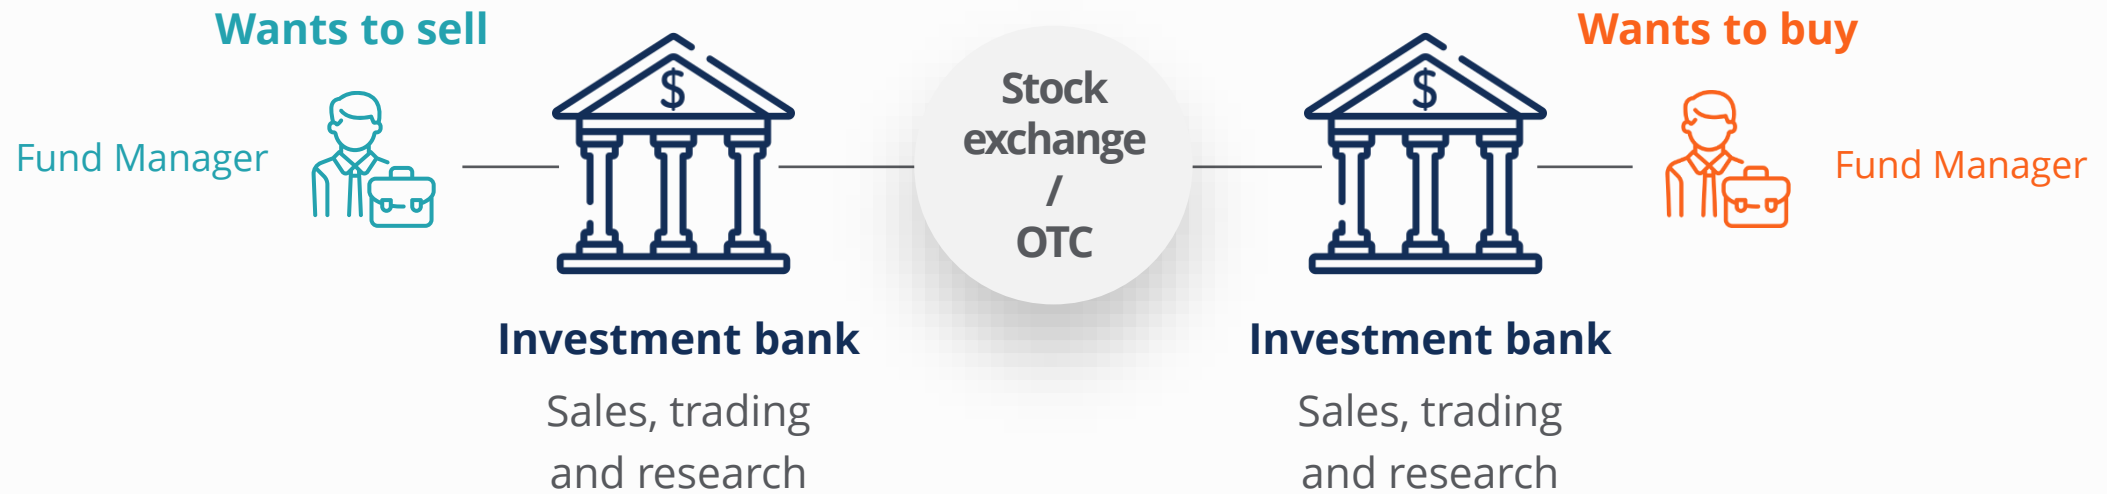 Wants to sell
Wants to buy
$
$
Stock
exchange
/
OTC
Fund Manager
Fund Manager
Investment bank
Investment bank
Sales, trading
and research
Sales, trading
and research